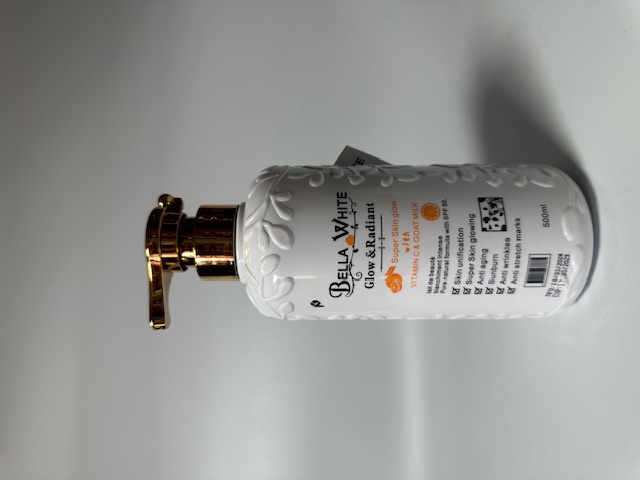 BELLA WHITE
Glow &Radiant
Super Skin glow
with
VITAMIN C & GOAT MILK
lait de beauté
blanchiment intense
Pure natural formula with SPF 50.
Skin unification
Super Skin glowing
Anti aging
Sunburn
Anti wrinkles
Anti stretch marks
500ml